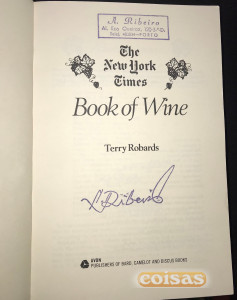 A. Ribeiro
The
New York
Times
Book of Wine
Terry Robards
A. Ribeiro
AVON
PUBLISHERS OF BARD, CAMELOT AND DISCUS BOOKS
coisas